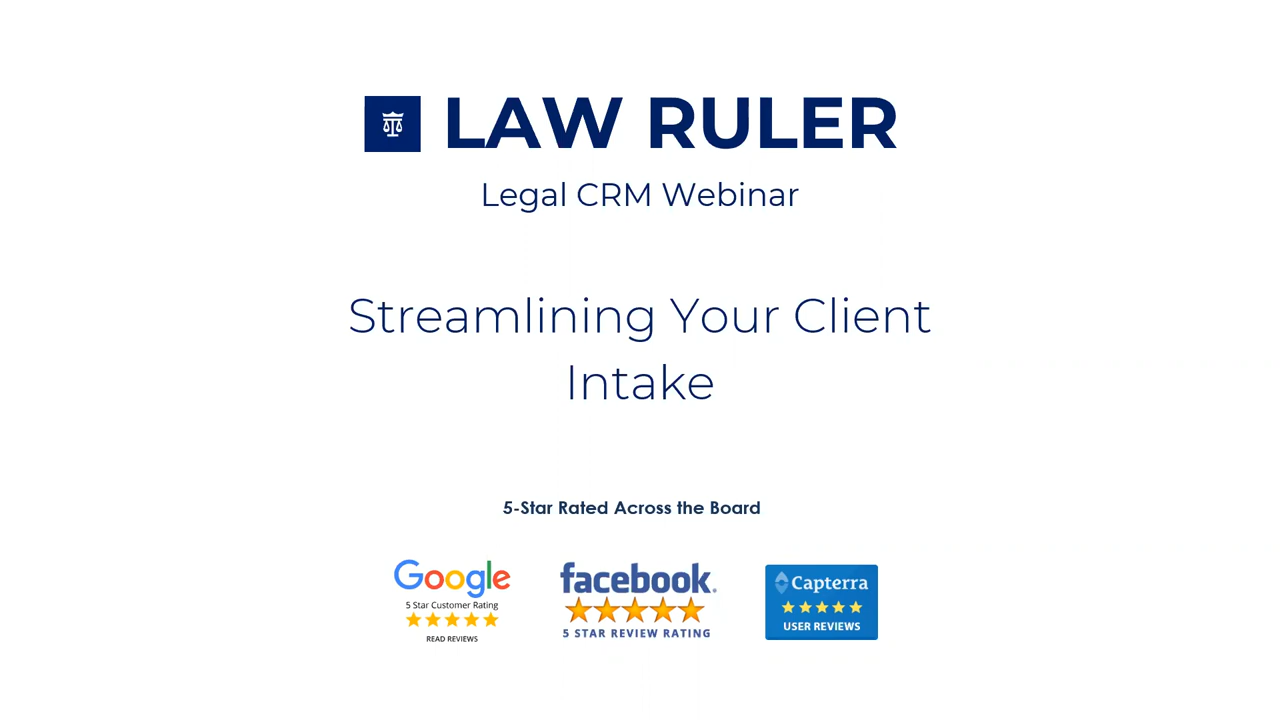 LAW RULER
Legal CRM Webinar
Streamlining Your Client
Intake
5-Star Rated Across the Board
Google
5 Star Customer Rating
READ REVIEWS
facebook.
5 STAR REVIEW RATING
Capterra
USER REVIEWS